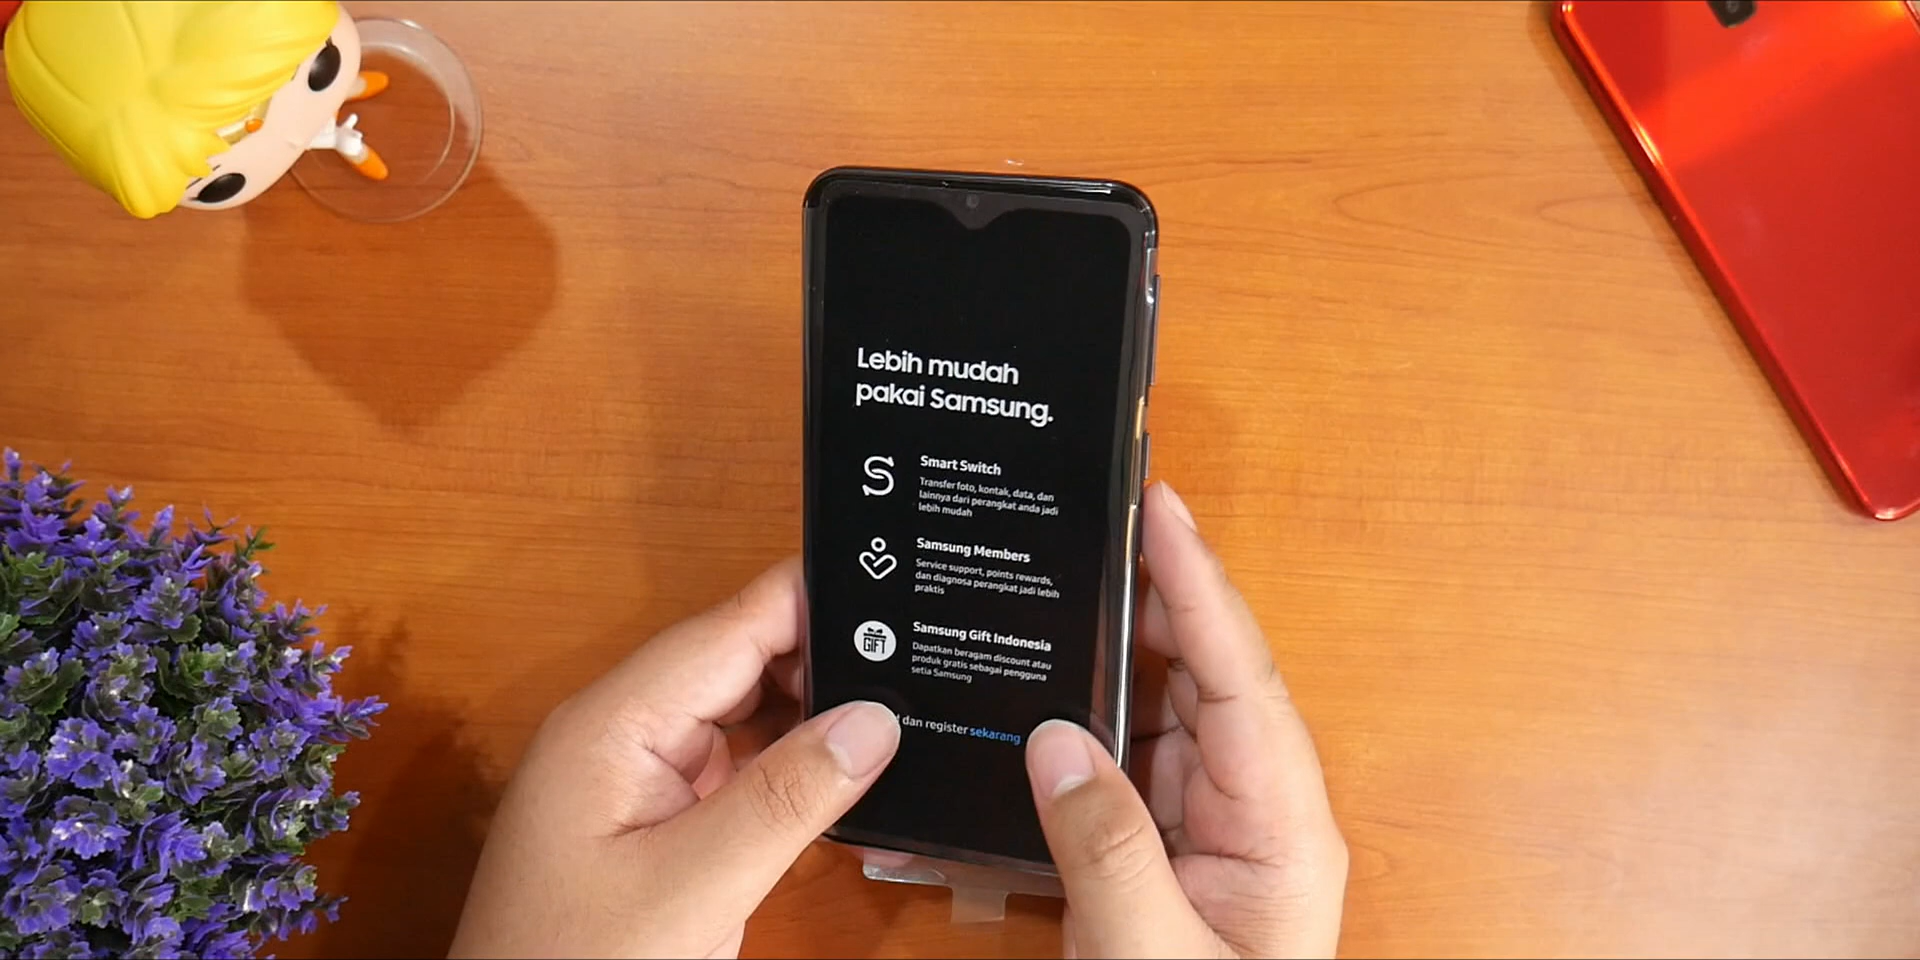 Lebih mudah
pakai Samsung.
Smart Switch
Transfer foto, kontak, data, dan
lainnya dari perangkat anda jadi
lebih mudah
Samsung Members
Service support, points rewards,
dan diagnosa perangkat jadi lebih
praktis
GIFT
Samsung Gift Indonesia
Dapatkan beragam discount atau
produk gratis sebagai pengguna
setia Samsung
dan register sekarang